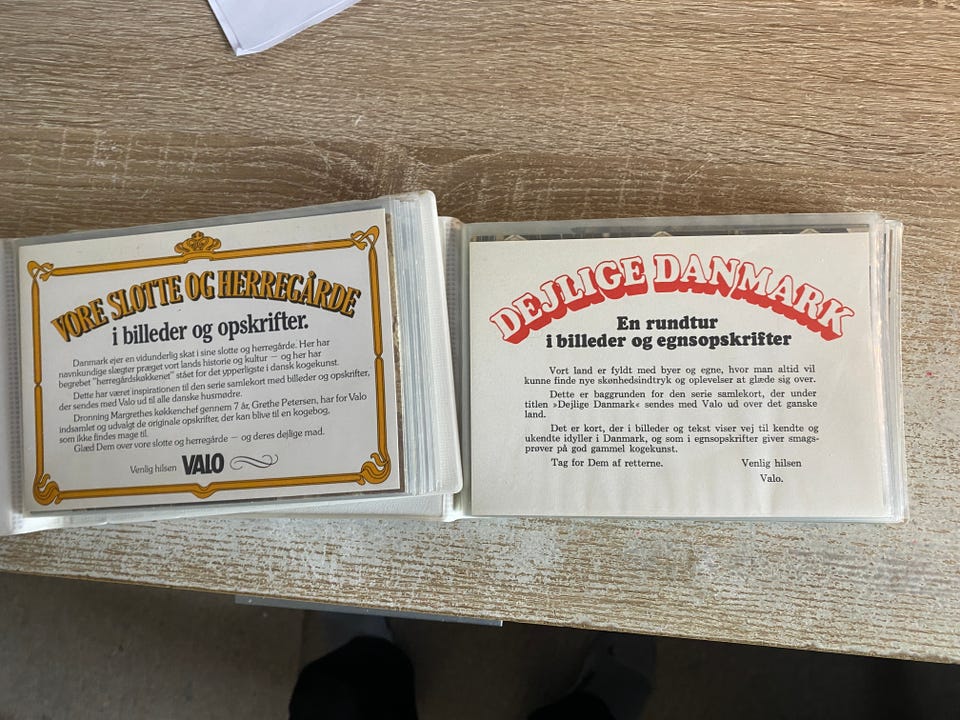 VORE SLOTTE OG HERREGÅRDE
i billeder og opskrifter.
Danmark ejer en vidunderlig skat i sine slotte og herregårde. Her har
navnkundige slægter præget vort lands historie og kultur – og her har
begrebet "herregårdskøkkenet" stået for det ypperligste i dansk kogekunst.
Dette har været inspirationen til den serie samlekort med billeder og opskrifter,
der sendes med Valo ud til alle danske husmødre.
Dronning Margrethes køkkenchef gennem 7 år, Grethe Petersen, har for Valo
indsamlet og udvalgt de originale opskrifter, der kan blive til en kogebog,
som ikke findes mage til.
Glæd Dem over vore slotte og herregårde – og deres dejlige mad.
Venlig hilsen VALO
DEJLIGE DANMARK
En rundtur
i billeder og egnsopskrifter
Vort land er fyldt med byer og egne, hvor man altid vil
kunne finde nye skønhedsindtryk og oplevelser at glæde sig over.
Dette er baggrunden for den serie samlekort, der under
titlen »Dejlige Danmark« sendes med Valo ud over det ganske
land.
Det er kort, der i billeder og tekst viser vej til kendte og
ukendte idyller i Danmark, og som i egnsopskrifter giver smags-
prøver på god gammel kogekunst.
Tag for Dem af retterne.
Venlig hilsen
Valo.